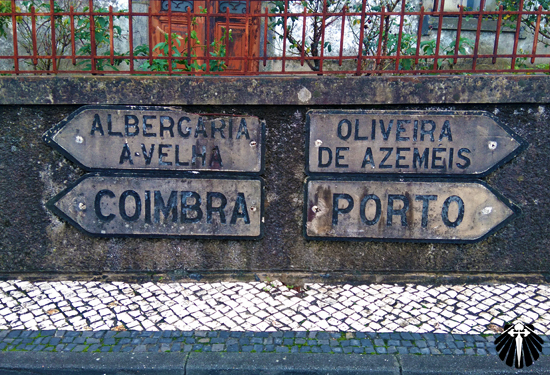 ALBERGARIA
A-VELHA
COIMBRA
OLIVEIRA
DE AZEMÉIS
PORTO